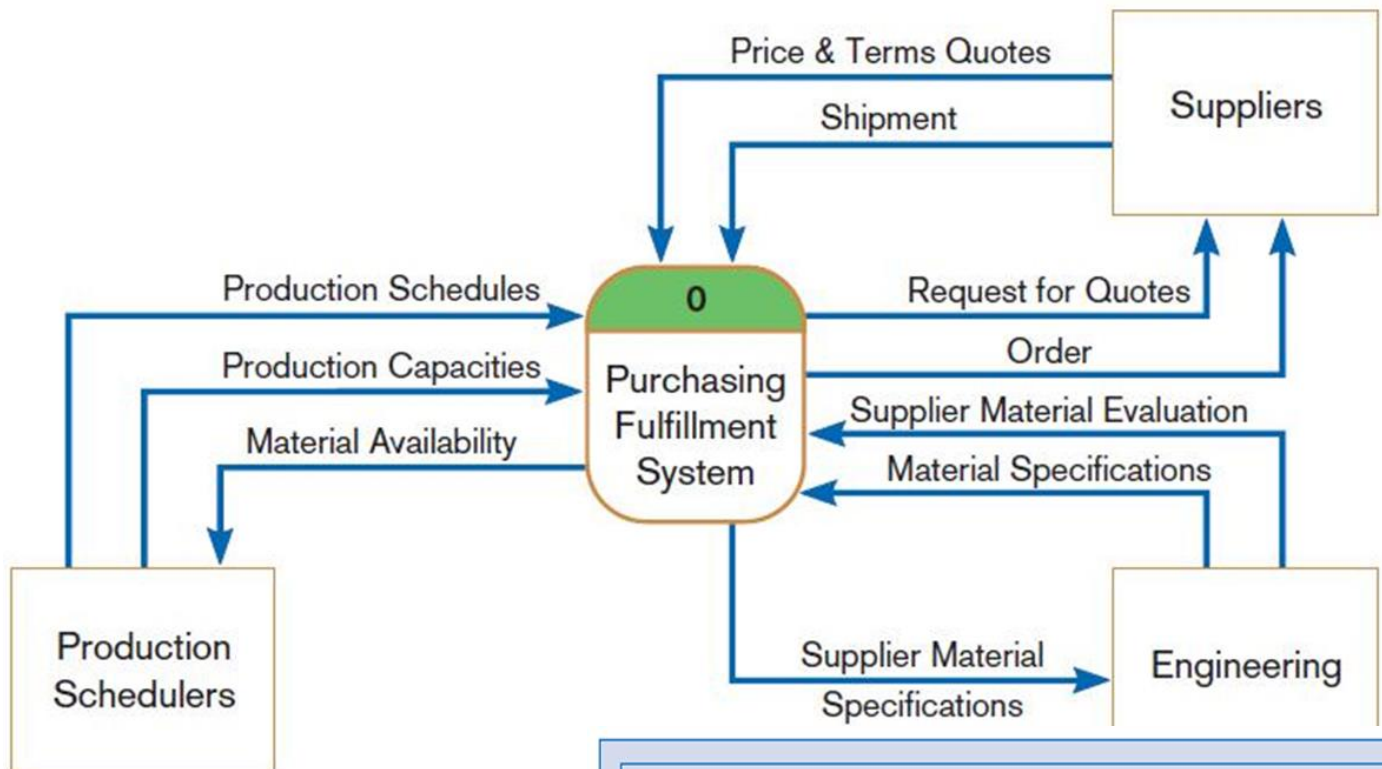 Price & Terms Quotes
Suppliers
Shipment
Production Schedules
0
Request for Quotes
Order
Production Capacities
Purchasing
Fulfillment
System
Supplier Material Evaluation
Material Availability
Material Specifications
Production
Schedulers
Supplier Material
Specifications
Engineering